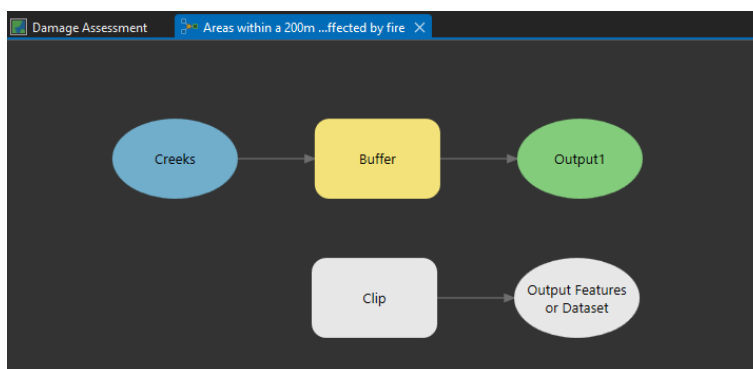 Damage Assessment
Areas within a 200m ...ffected by fire
Creeks
Buffer
Output1
Clip
Output Features
or Dataset